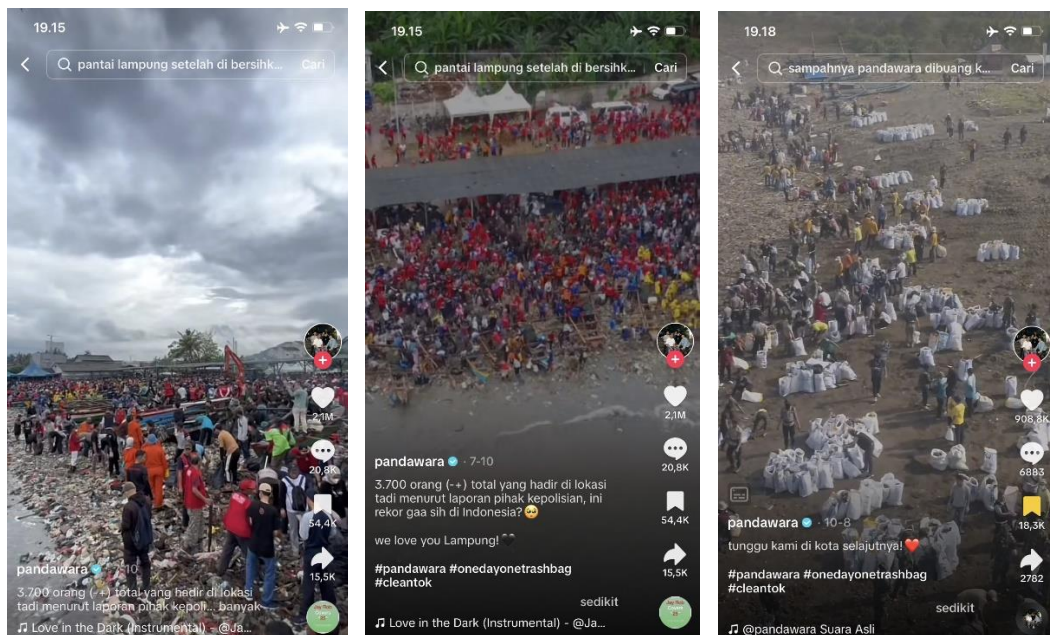 19.15
pantai lampung setelah di bersihk... Cari
2,1M
20,8K
54,4K
15,5K
pandawara
3.700 orang (-+) total yang hadir di lokasi
tadi menurut laporan pihak kepoli... banyak
Love in the Dark (Instrumental) - @Ja...
19.15
pantai lampung setelah di bersihk... Cari
2,1M
20,8K
54,4K
15,5K
pandawara · 7-10
3.700 orang (-+) total yang hadir di lokasi
tadi menurut laporan pihak kepolisian, ini
rekor gaa sih di Indonesia?🥺
we love you Lampung!🖤
#pandawara #onedayonetrashbag
#cleantok
sedikit
Love in the Dark (Instrumental) - @Ja...
19.18
sampahnya pandawara dibuang k... Cari
908,8K
6883
18,3K
2782
pandawara · 10-8
tunggu kami di kota selajutnya!❤️
#pandawara #onedayonetrashbag
#cleantok
sedikit
@pandawara Suara Asli